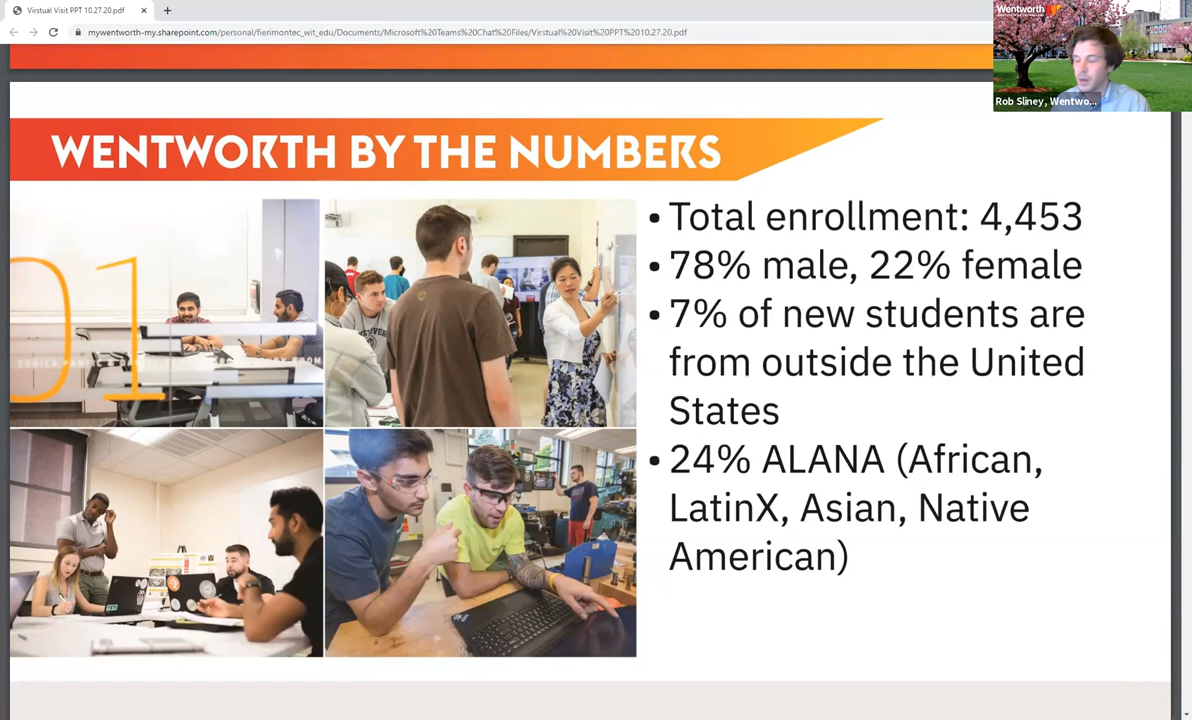 Virstual Visit PPT 10.27.20.pdf
mywentworth-my.sharepoint.com/personal/fierimontec_wit_edu/Documents/Microsoft%20Teams%20Chat%20Files/Virstual%20Visit%20PPT%2010.27.20.pdf
Wentworth
Rob Sliney, Wentwo...
WENTWORTH BY THE NUMBERS
01
• Total enrollment: 4,453
• 78% male, 22% female
• 7% of new students are
from outside the United
States
• 24% ALANA (African,
LatinX, Asian, Native
American)